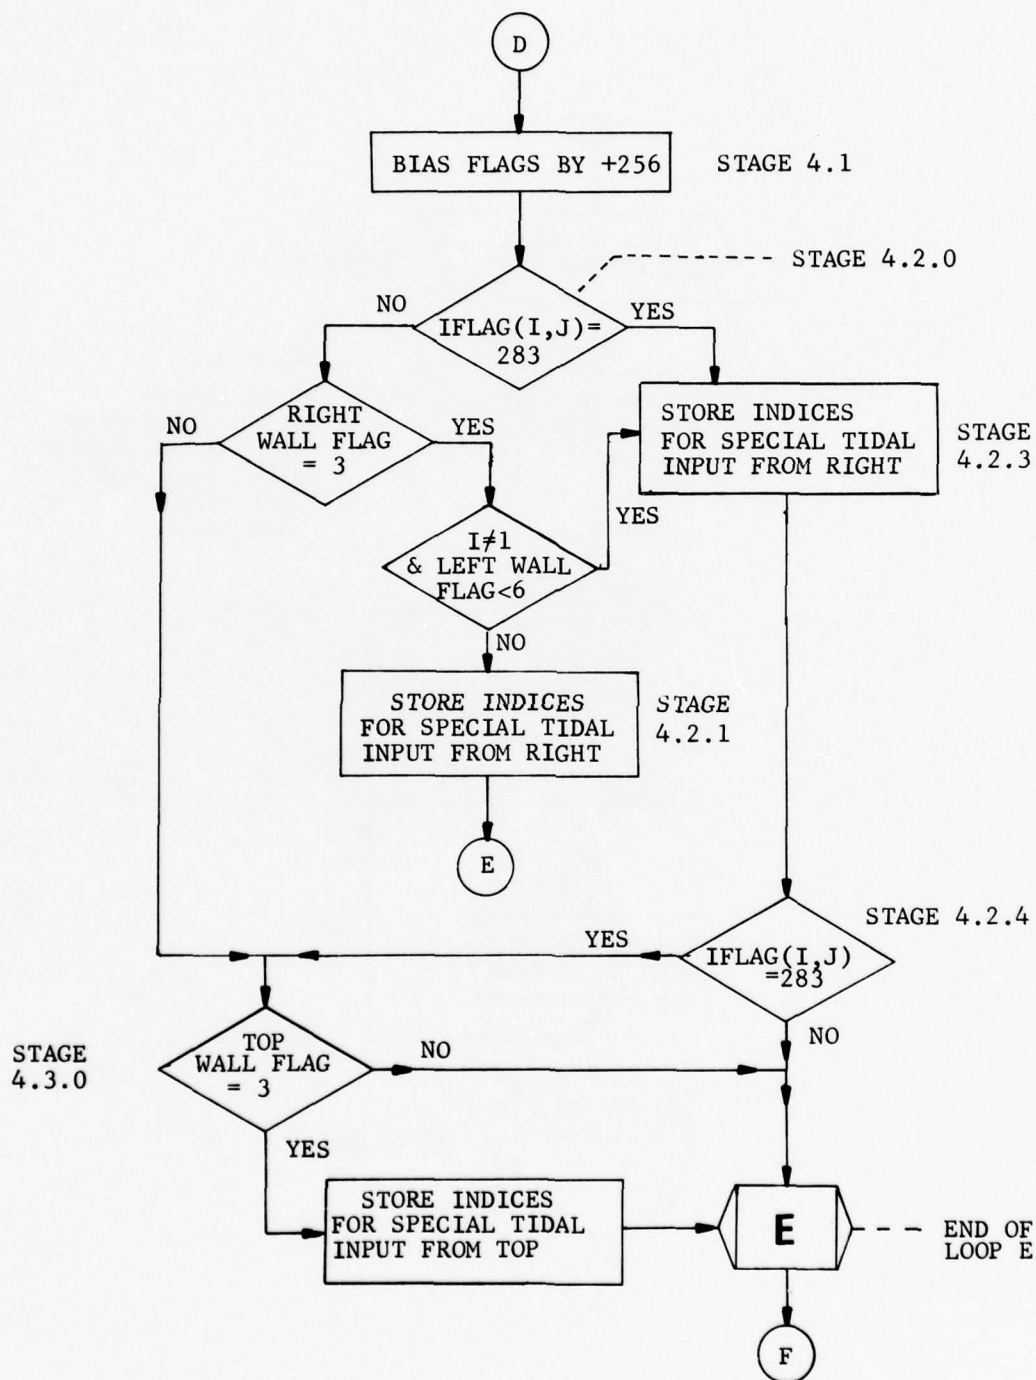 D
BIAS FLAGS BY +256
STAGE 4.1
STAGE 4.2.0
NO
YES
IFLAG(I,J)=
283
NO
RIGHT
WALL FLAG
= 3
YES
STORE INDICES
FOR SPECIAL TIDAL
INPUT FROM RIGHT
STAGE
4.2.3
YES
I≠1
& LEFT WALL
FLAG<6
NO
STORE INDICES
FOR SPECIAL TIDAL
INPUT FROM RIGHT
STAGE
4.2.1
E
STAGE 4.2.4
YES
IFLAG(I,J)
=283
NO
STAGE
4.3.0
TOP
WALL FLAG
= 3
NO
YES
STORE INDICES
FOR SPECIAL TIDAL
INPUT FROM TOP
E
END OF
LOOP E
F